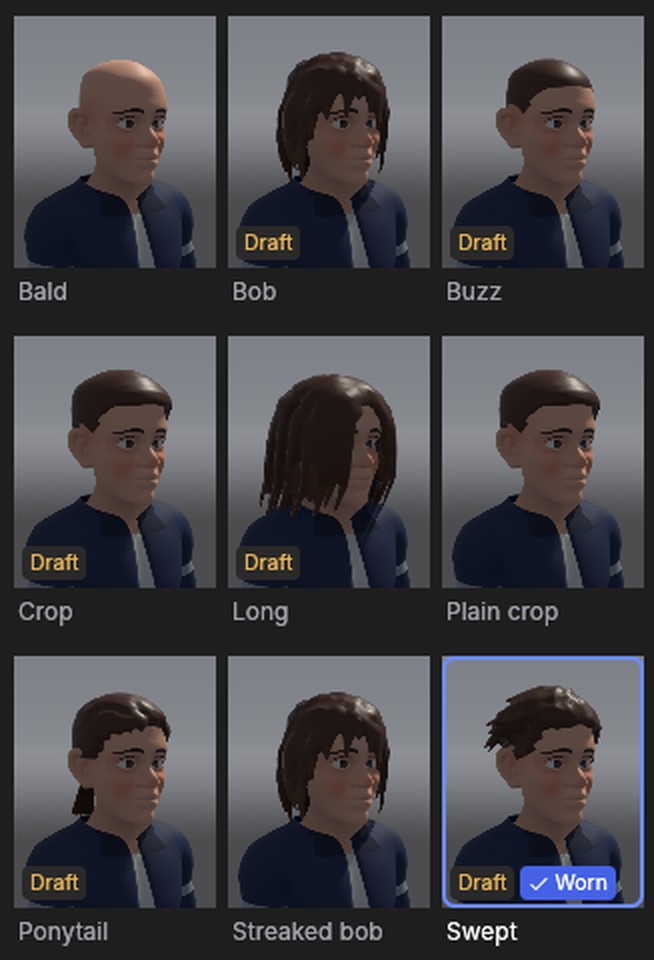 Draft
Draft
Bald
Bob
Buzz
Draft
Draft
Crop
Long
Plain crop
Draft
Draft
Worn
Ponytail
Streaked bob
Swept